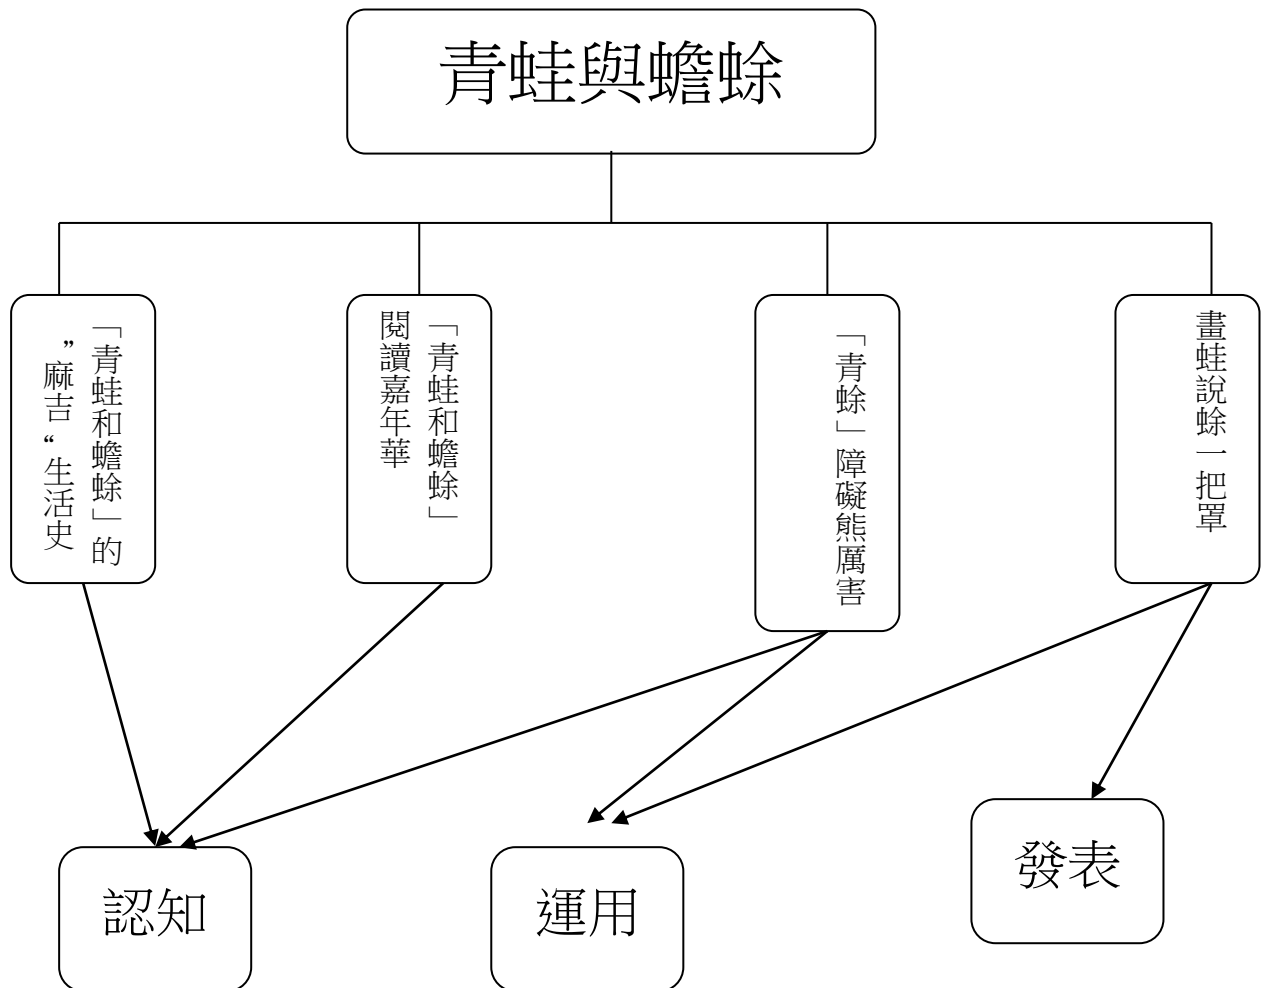 青蛙與蟾蜍
「青蛙和蟾蜍」的
”麻吉“生活史
「青蛙和蟾蜍」
閱讀嘉年華
「青蜍」障礙熊厲害
畫蛙說蜍一把罩
認知
運用
發表